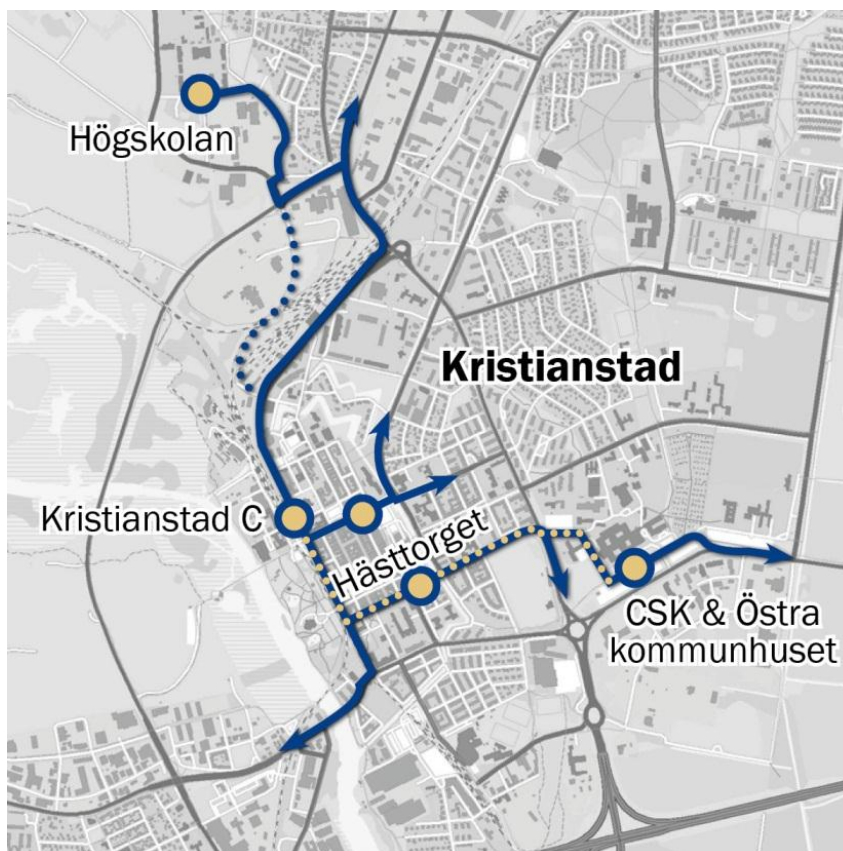 Högskolan
Kristianstad
Kristianstad C
Hästtorget
CSK & Östra
kommunhuset